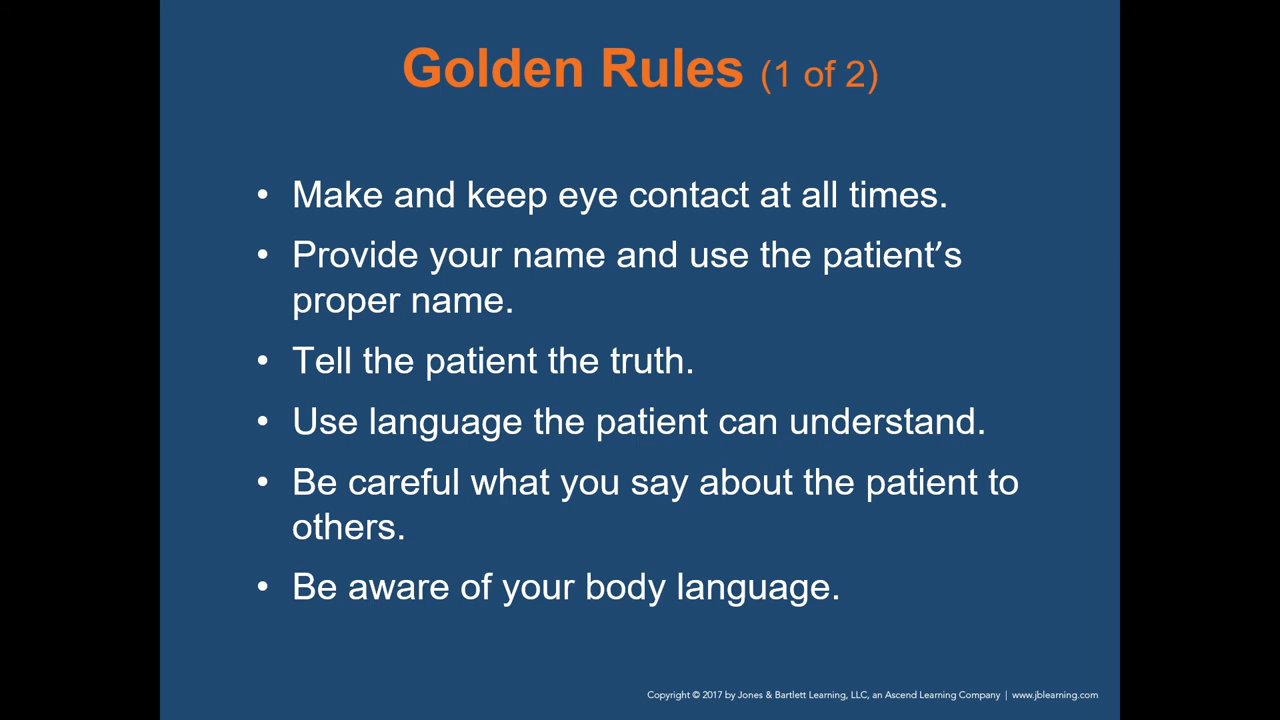 Golden Rules (1 of 2)
• Make and keep eye contact at all times.
• Provide your name and use the patient’s
proper name.
• Tell the patient the truth.
• Use language the patient can understand.
• Be careful what you say about the patient to
others.
• Be aware of your body language.
Copyright © 2017 by Jones & Bartlett Learning, LLC, an Ascend Learning Company | www.jblearning.com